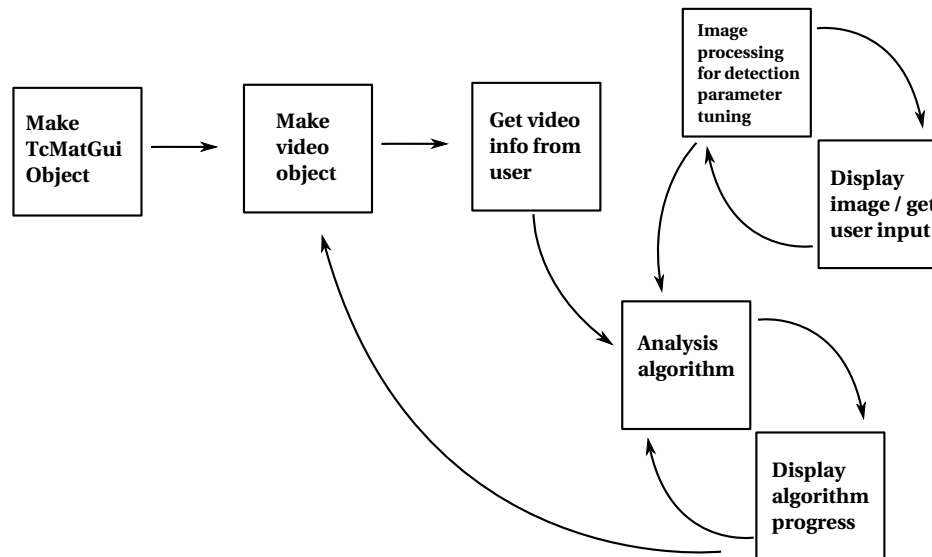 Make
TcMatGui
Object
Make
video
object
Get video
info from
user
Image
processing
for detection
parameter
tuning
Display
image / get
user input
Analysis
algorithm
Display
algorithm
progress